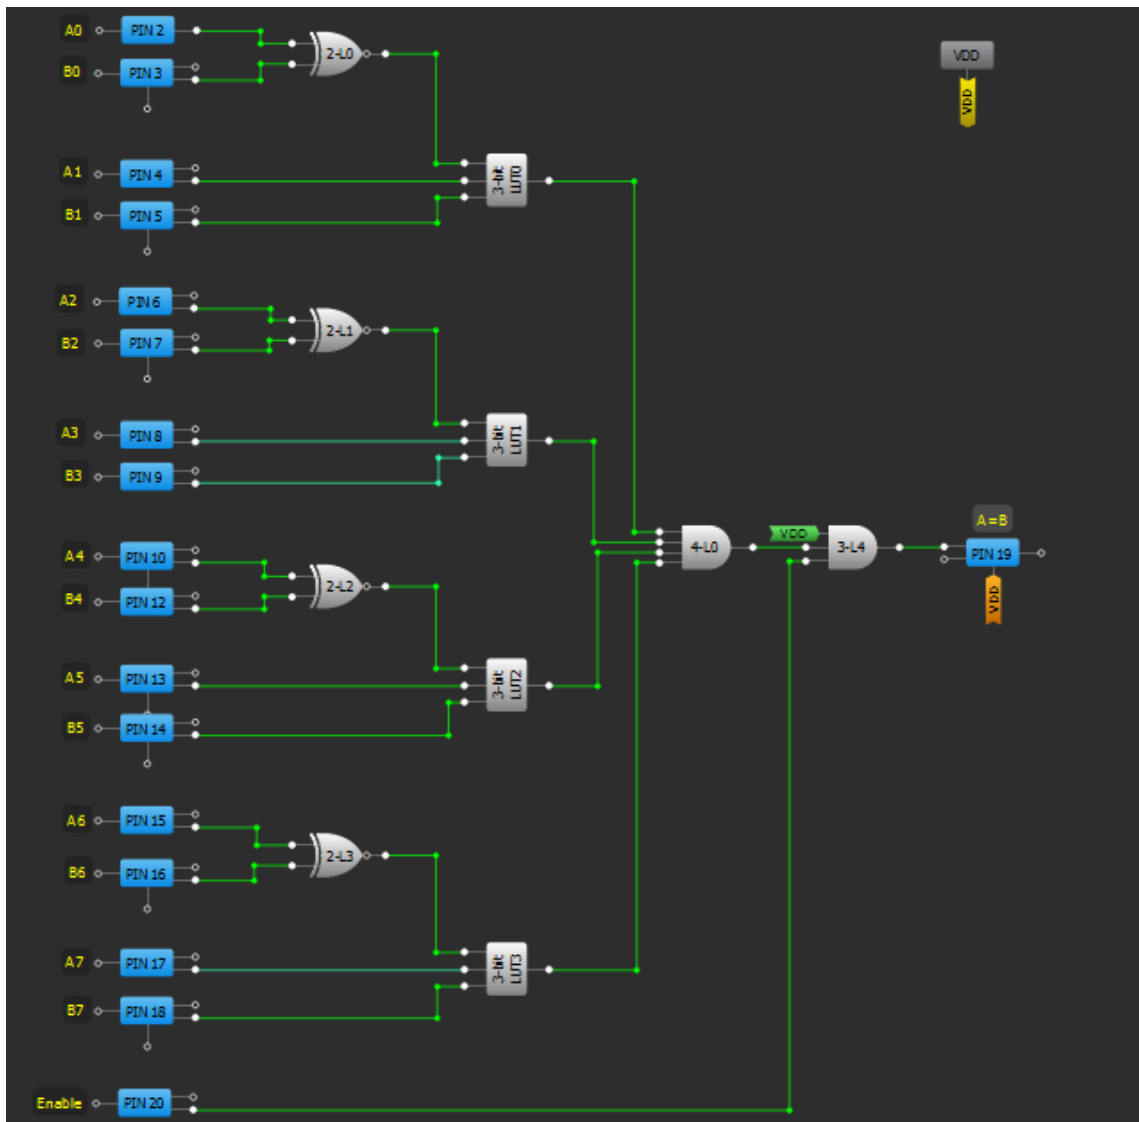 A0 PIN 2
2-L0
B0 PIN 3
VDD
VDD
A1 PIN 4
3-bit
LUT0
B1 PIN 5
A2 PIN 6
2-L1
B2 PIN 7
A3 PIN 8
3-bit
LUT1
B3 PIN 9
A4 PIN 10
2-L2
B4 PIN 12
4-L0
VDD
3-L4
A=B
PIN 19
VDD
A5 PIN 13
3-bit
LUT2
B5 PIN 14
A6 PIN 15
2-L3
B6 PIN 16
A7 PIN 17
3-bit
LUT3
B7 PIN 18
Enable PIN 20